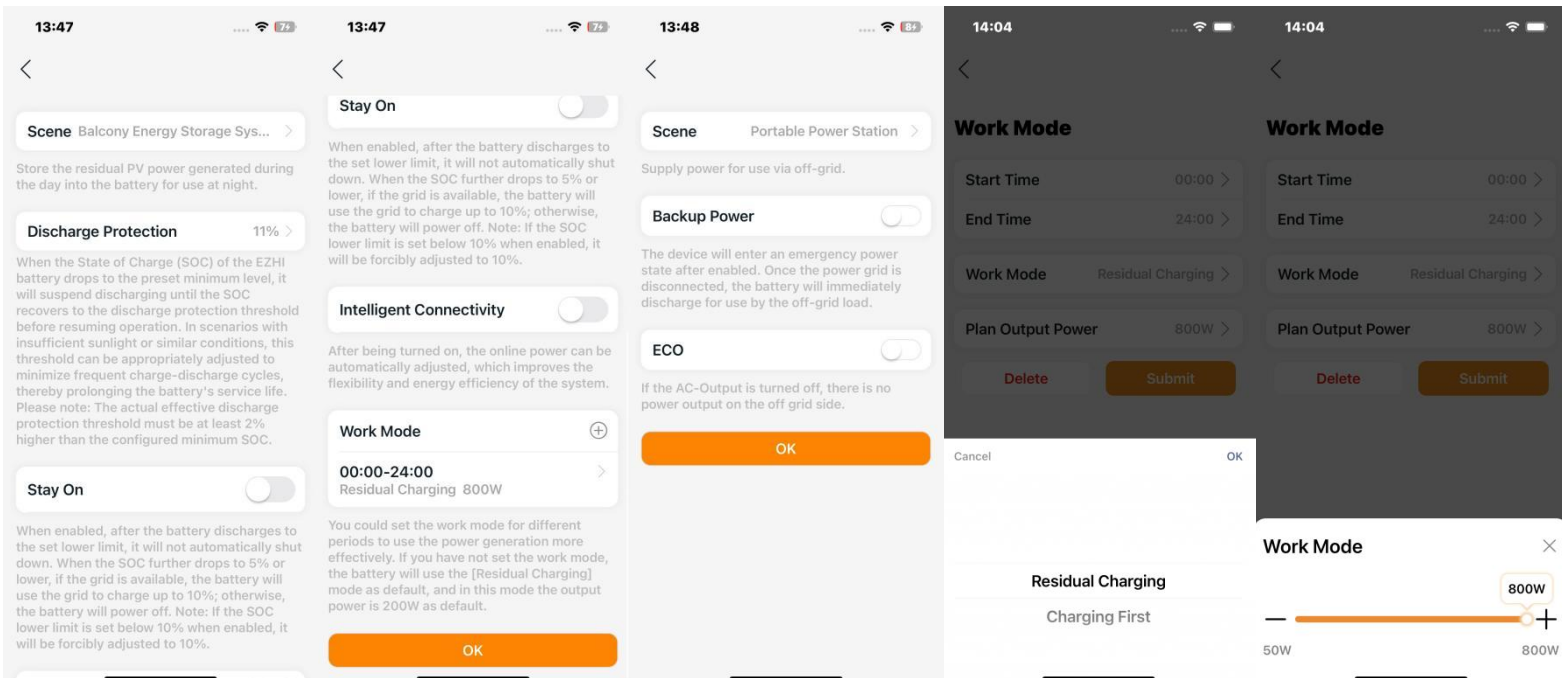 13:47
7+
Scene Balcony Energy Storage Sys...
Store the residual PV power generated during
the day into the battery for use at night.
Discharge Protection 11%
When the State of Charge (SOC) of the EZHI
battery drops to the preset minimum level, it
will suspend discharging until the SOC
recovers to the discharge protection threshold
before resuming operation. In scenarios with
insufficient sunlight or similar conditions, this
threshold can be appropriately adjusted to
minimize frequent charge-discharge cycles,
thereby prolonging the battery's service life.
Please note: The actual effective discharge
protection threshold must be at least 2%
higher than the configured minimum SOC.
Stay On
When enabled, after the battery discharges to
the set lower limit, it will not automatically shut
down. When the SOC further drops to 5% or
lower, if the grid is available, the battery will
use the grid to charge up to 10%; otherwise,
the battery will power off. Note: If the SOC
lower limit is set below 10% when enabled, it
will be forcibly adjusted to 10%.
13:47
7+
Stay On
When enabled, after the battery discharges to
the set lower limit, it will not automatically shut
down. When the SOC further drops to 5% or
lower, if the grid is available, the battery will
use the grid to charge up to 10%; otherwise,
the battery will power off. Note: If the SOC
lower limit is set below 10% when enabled, it
will be forcibly adjusted to 10%.
Intelligent Connectivity
After being turned on, the online power can be
automatically adjusted, which improves the
flexibility and energy efficiency of the system.
Work Mode
00:00-24:00
Residual Charging 800W
You could set the work mode for different
periods to use the power generation more
effectively. If you have not set the work mode,
the battery will use the [Residual Charging]
mode as default, and in this mode the output
power is 200W as default.
OK
13:48
8+
Scene Portable Power Station
Supply power for use via off-grid.
Backup Power
The device will enter an emergency power
state after enabled. Once the power grid is
disconnected, the battery will immediately
discharge for use by the off-grid load.
ECO
If the AC-Output is turned off, there is no
power output on the off grid side.
OK
14:04
Work Mode
Start Time 00:00
End Time 24:00
Work Mode Residual Charging
Plan Output Power 800W
Delete Submit
Cancel OK
Residual Charging
Charging First
14:04
Work Mode
Start Time 00:00
End Time 24:00
Work Mode Residual Charging
Plan Output Power 800W
Delete Submit
Work Mode
800W
50W 800W